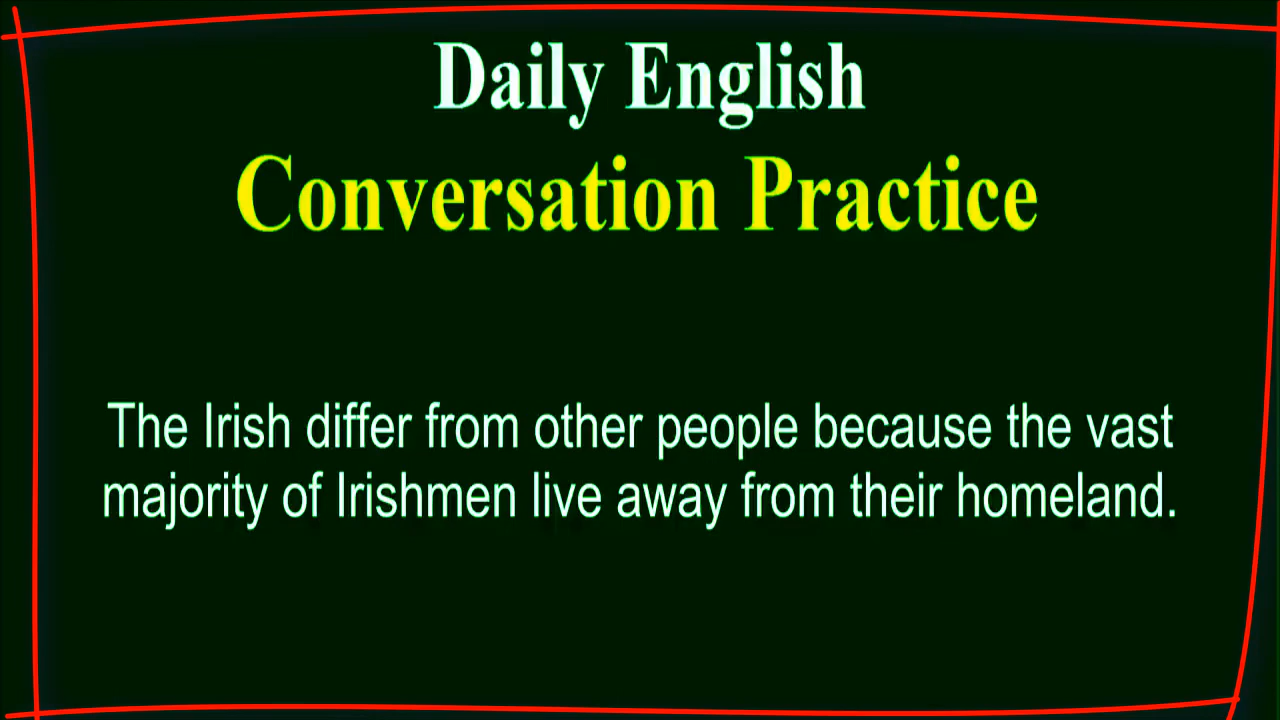 Daily English
Conversation Practice
The Irish differ from other people because the vast
majority of Irishmen live away from their homeland.